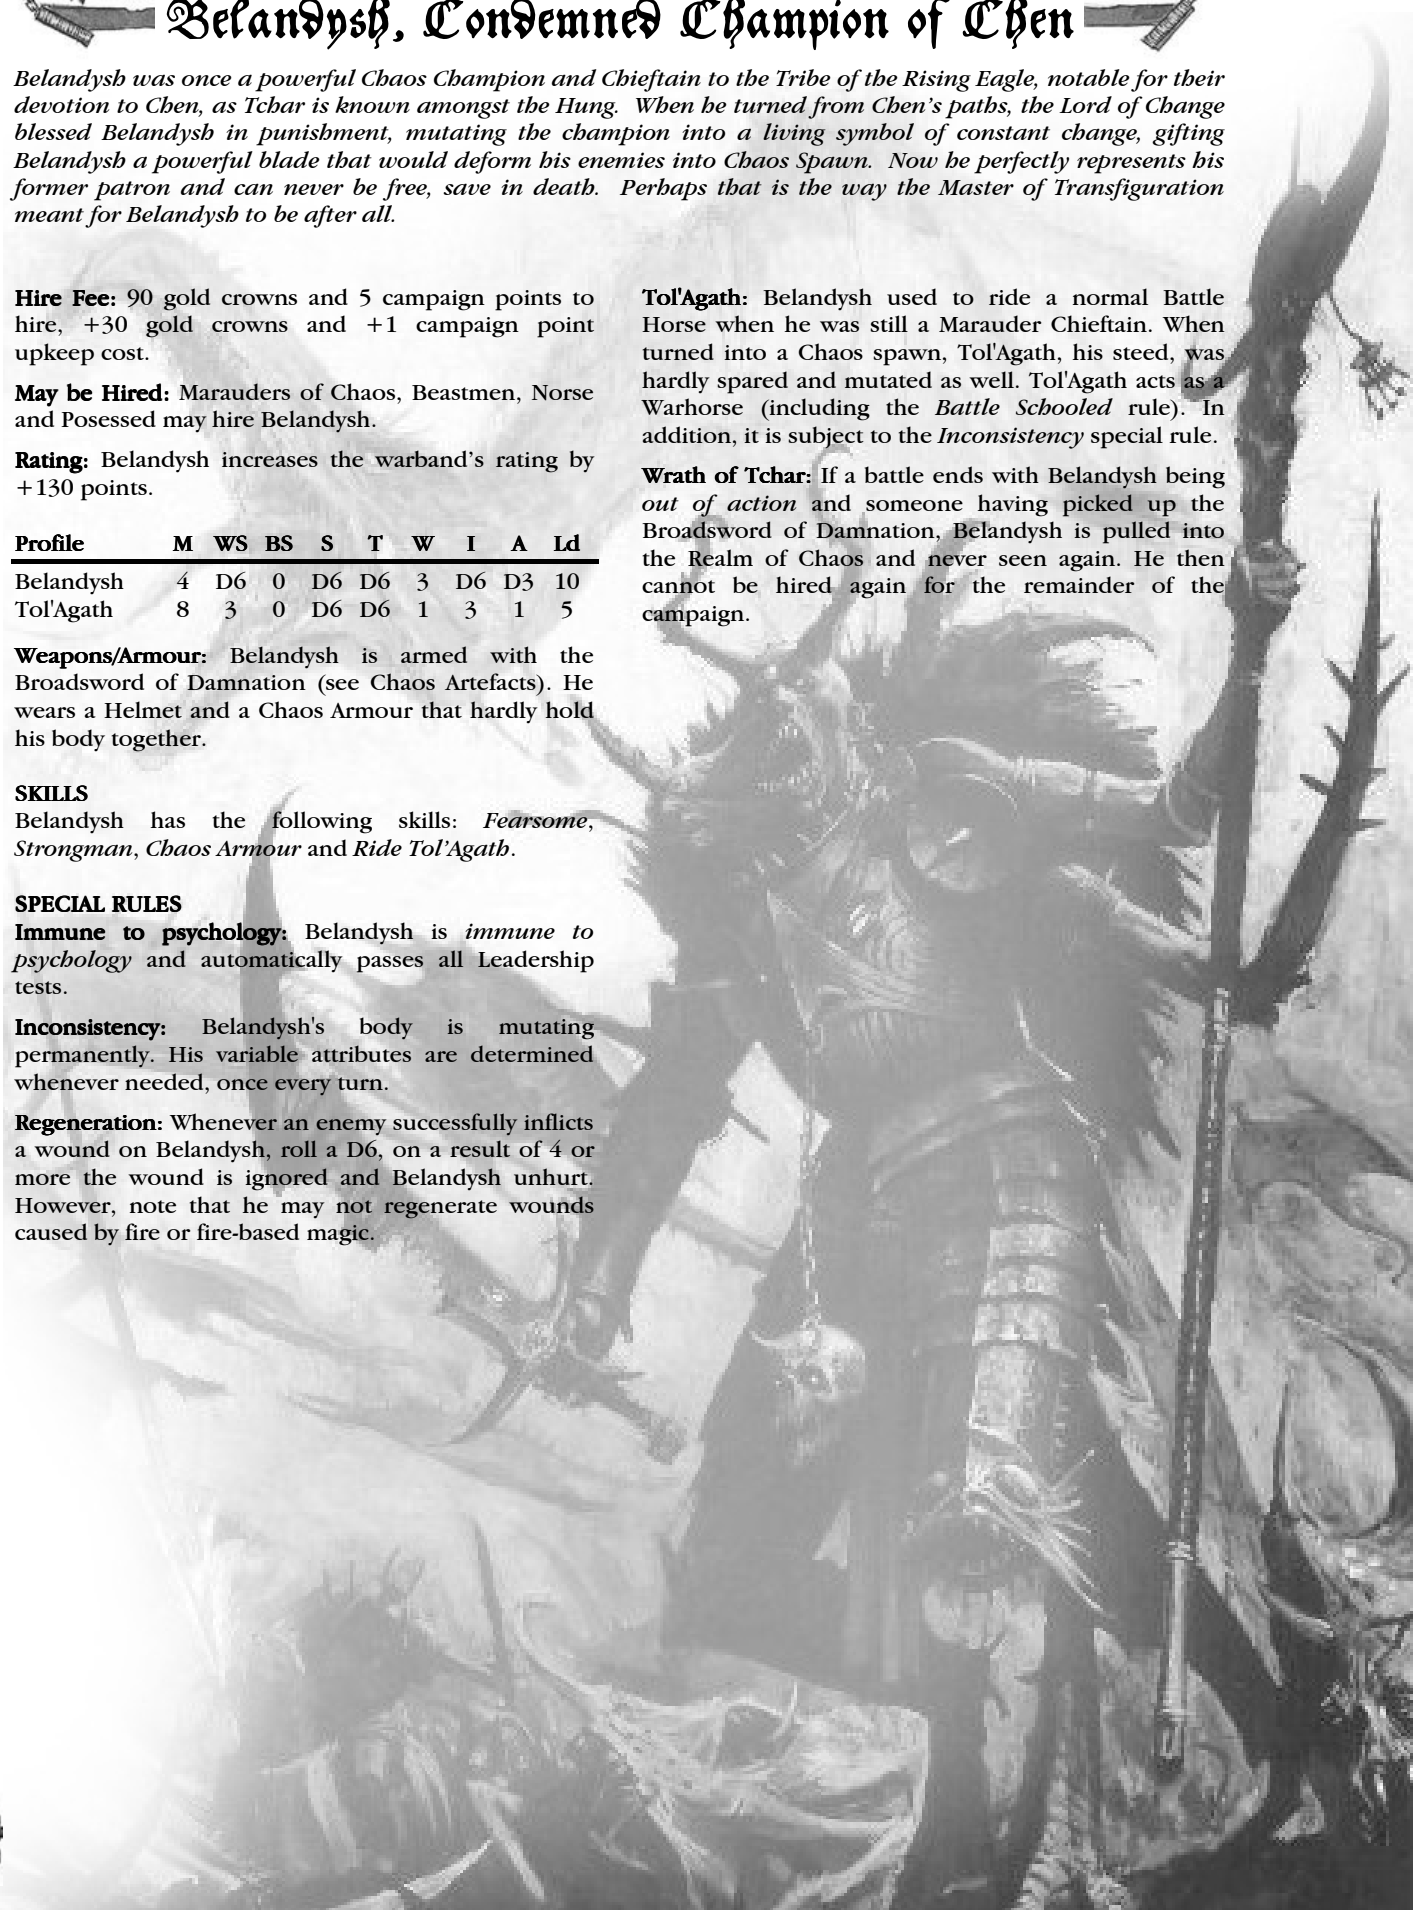 Belandysh, Condemned Champion of Chen
Belandysh was once a powerful Chaos Champion and Chieftain to the Tribe of the Rising Eagle, notable for their
devotion to Chen, as Tchar is known amongst the Hung. When he turned from Chen's paths, the Lord of Change
blessed Belandysh in punishment, mutating the champion into a living symbol of constant change, gifting
Belandysh a powerful blade that would deform his enemies into Chaos Spawn. Now he perfectly represents his
former patron and can never be free, save in death. Perhaps that is the way the Master of Transfiguration
meant for Belandysh to be after all.
Hire Fee: 90 gold crowns and 5 campaign points to
hire, +30 gold crowns and +1 campaign point
upkeep cost.
May be Hired: Marauders of Chaos, Beastmen, Norse
and Posessed may hire Belandysh.
Rating: Belandysh increases the warband's rating by
+130 points.
Profile M WS BS S T W I A Ld
Belandysh 4 D6 0 D6 D6 3 D6 D3 10
Tol'Agath 8 3 0 D6 D6 1 3 1 5
Weapons/Armour: Belandysh is armed with the
Broadsword of Damnation (see Chaos Artefacts). He
wears a Helmet and a Chaos Armour that hardly hold
his body together.
SKILLS
Belandysh has the following skills: Fearsome,
Strongman, Chaos Armour and Ride Tol'Agath.
SPECIAL RULES
Immune to psychology: Belandysh is immune to
psychology and automatically passes all Leadership
tests.
Inconsistency: Belandysh's body is mutating
permanently. His variable attributes are determined
whenever needed, once every turn.
Regeneration: Whenever an enemy successfully inflicts
a wound on Belandysh, roll a D6, on a result of 4 or
more the wound is ignored and Belandysh unhurt.
However, note that he may not regenerate wounds
caused by fire or fire-based magic.
Tol'Agath: Belandysh used to ride a normal Battle
Horse when he was still a Marauder Chieftain. When
turned into a Chaos spawn, Tol'Agath, his steed, was
hardly spared and mutated as well. Tol'Agath acts as a
Warhorse (including the Battle Schooled rule). In
addition, it is subject to the Inconsistency special rule.
Wrath of Tchar: If a battle ends with Belandysh being
out of action and someone having picked up the
Broadsword of Damnation, Belandysh is pulled into
the Realm of Chaos and never seen again. He then
cannot be hired again for the remainder of the
campaign.